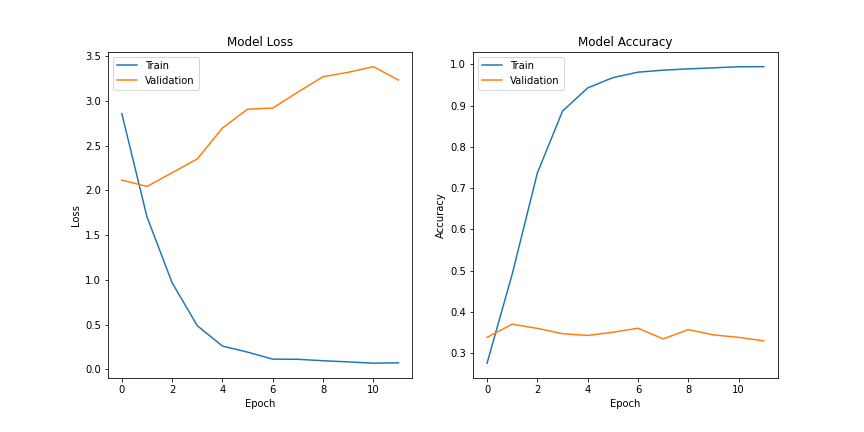 Model Loss
Train
Validation
3.5
3.0
2.5
2.0
1.5
1.0
0.5
0.0
Loss
0 2 4 6 8 10
Epoch
Model Accuracy
Train
Validation
1.0
0.9
0.8
0.7
0.6
0.5
0.4
0.3
Accuracy
0 2 4 6 8 10
Epoch